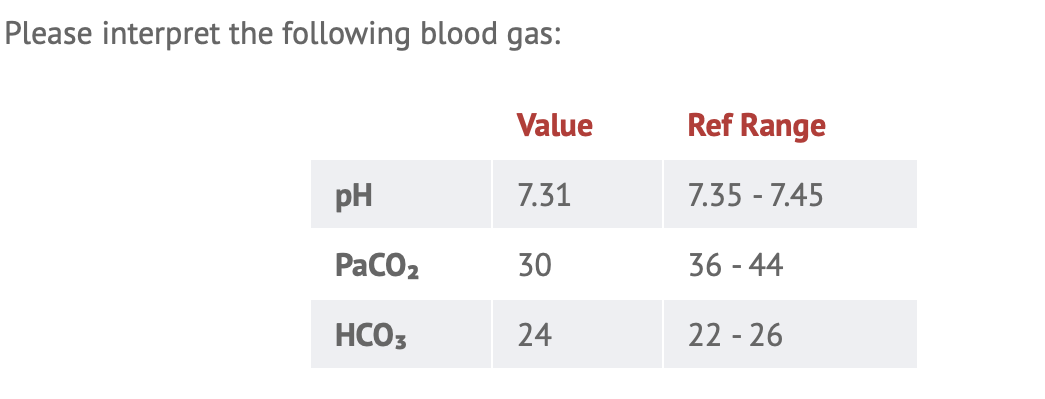 Please interpret the following blood gas:
Value Ref Range
pH 7.31 7.35 - 7.45
PaCO₂ 30 36 - 44
HCO₃ 24 22 - 26